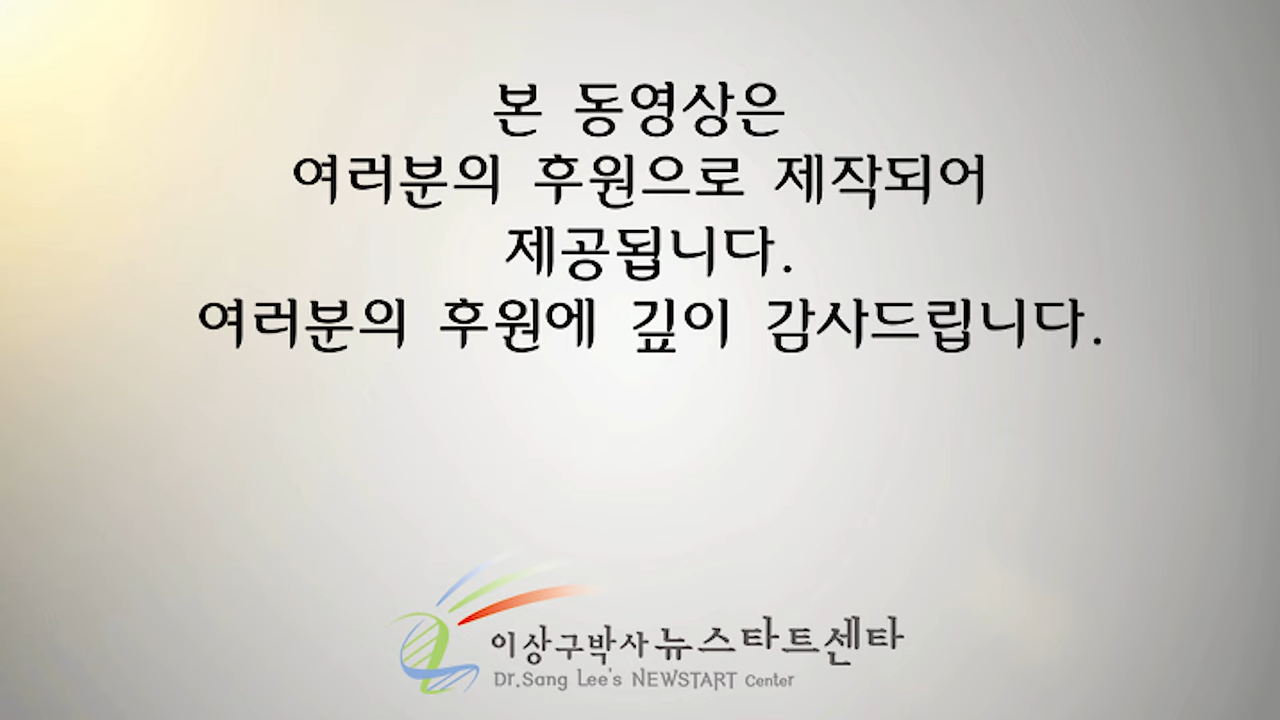 본 동영상은
여러분의 후원으로 제작되어
제공됩니다.
여러분의 후원에 깊이 감사드립니다.
이상구박사 뉴스타트센타
Dr.Sang Lee's NEWSTART Center